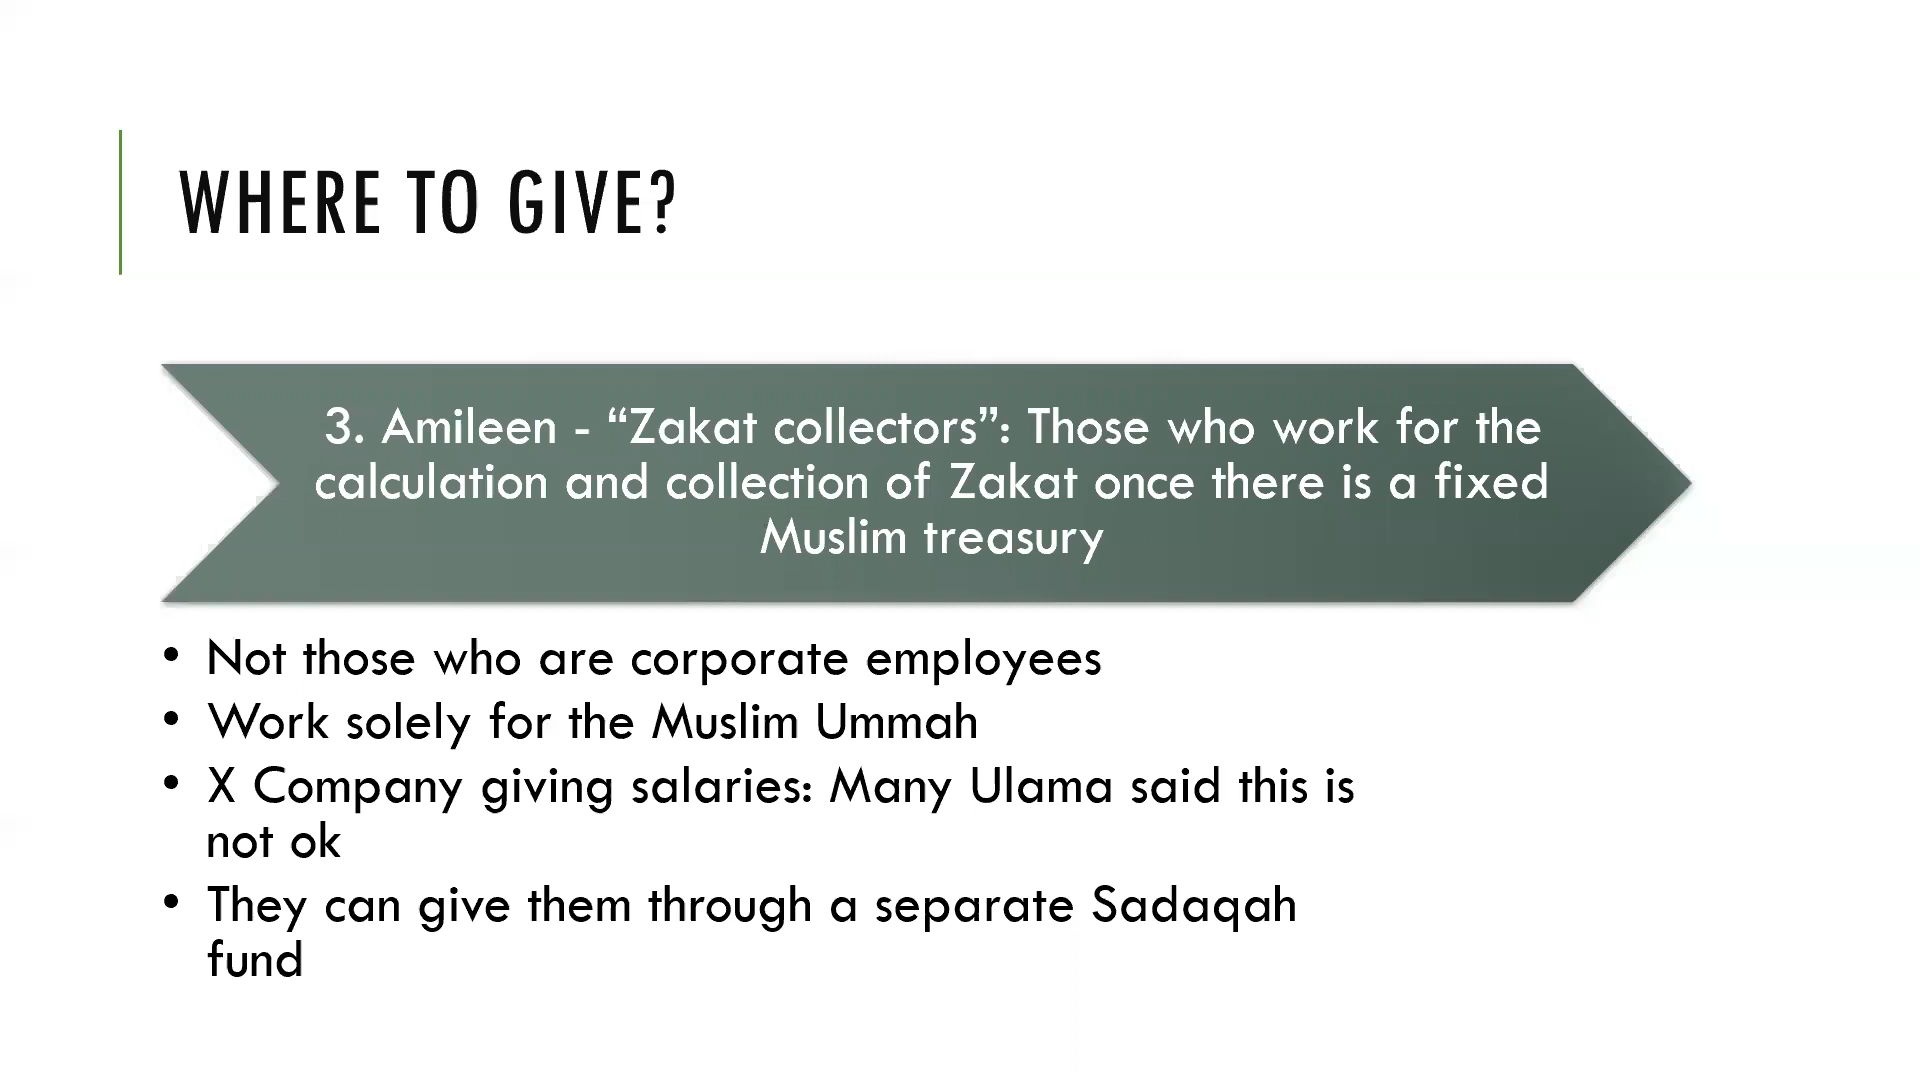 WHERE TO GIVE?
3. Amileen - “Zakat collectors”: Those who work for the
calculation and collection of Zakat once there is a fixed
Muslim treasury
• Not those who are corporate employees
• Work solely for the Muslim Ummah
• X Company giving salaries: Many Ulama said this is
not ok
• They can give them through a separate Sadaqah
fund